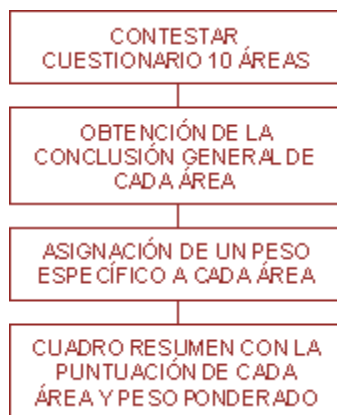 CONTESTAR
CUESTIONARIO 10 ÁREAS
OBTENCIÓN DE LA
CONCLUSIÓN GENERAL DE
CADA ÁREA
ASIGNACIÓN DE UN PESO
ESPECÍFICO A CADA ÁREA
CUADRO RESUMEN CON LA
PUNTUACIÓN DE CADA
ÁREA Y PESO PONDERADO